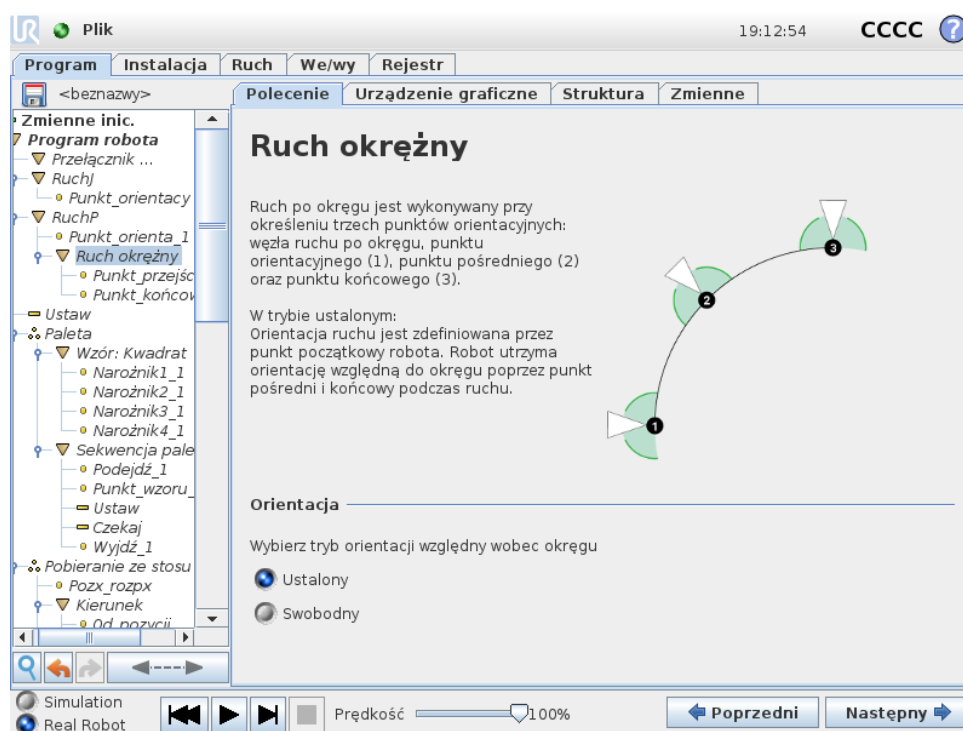 UR Plik 19:12:54 CCCC ?
Program Instalacja Ruch We/wy Rejestr
<beznazwy>
Polecenie Urządzenie graficzne Struktura Zmienne
Zmienne inic.
Program robota
Przełącznik ...
RuchJ
Punkt_orientacy
RuchP
Punkt_orienta_1
Ruch okrężny
Punkt_przejśc
Punkt_końcow
Ustaw
Paleta
Wzór: Kwadrat
Narożnik1_1
Narożnik2_1
Narożnik3_1
Narożnik4_1
Sekwencja pale
Podejdź_1
Punkt_wzoru_
Ustaw
Czekaj
Wyjdź_1
Pobieranie ze stosu
Pozx_rozpx
Kierunek
Od_pozycji
Ruch okrężny
Ruch po okręgu jest wykonywany przy
określeniu trzech punktów orientacyjnych:
węzła ruchu po okręgu, punktu
orientacyjnego (1), punktu pośredniego (2)
oraz punktu końcowego (3).
W trybie ustalonym:
Orientacja ruchu jest zdefiniowana przez
punkt początkowy robota. Robot utrzyma
orientację względną do okręgu poprzez punkt
pośredni i końcowy podczas ruchu.
3
2
1
Orientacja
Wybierz tryb orientacji względny wobec okręgu
Ustalony
Swobodny
Simulation
Real Robot
Prędkość 100%
Poprzedni Następny